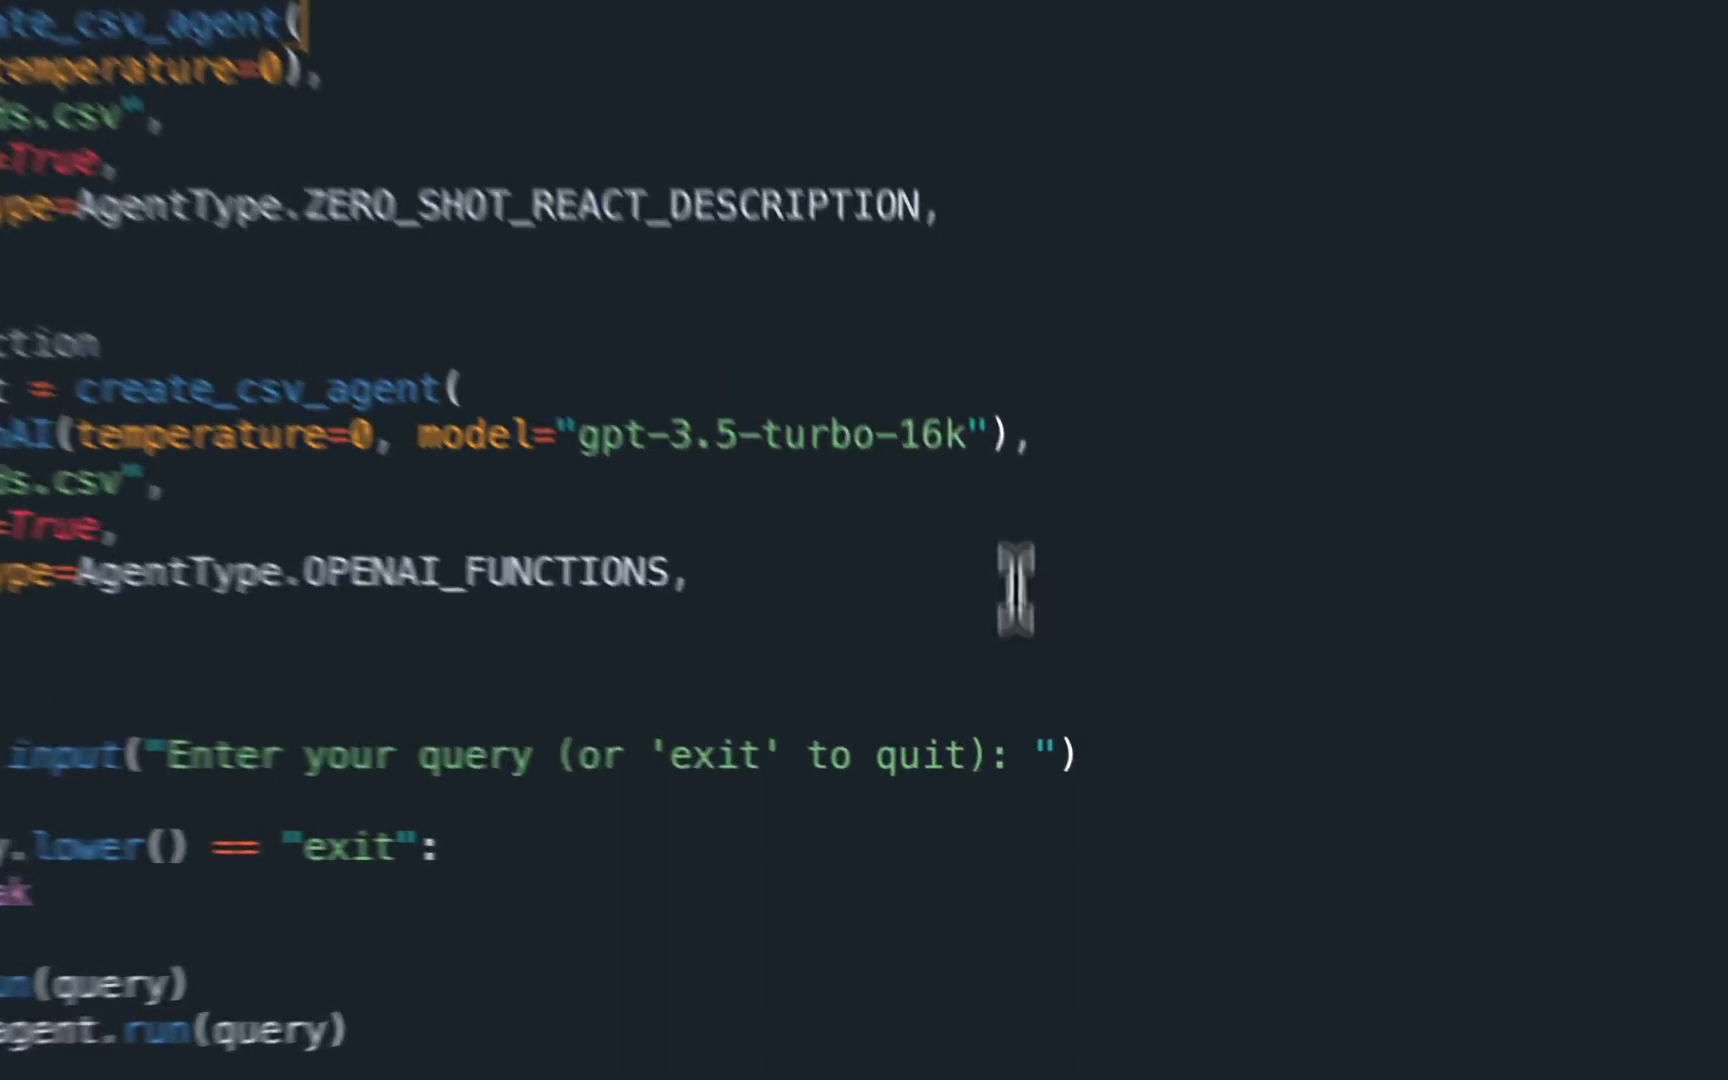 ate_csv_agent(
temperature=0),
ds.csv",
=True,
ype=AgentType.ZERO_SHOT_REACT_DESCRIPTION,
ction
t = create_csv_agent(
nAI(temperature=0, model="gpt-3.5-turbo-16k"),
ds.csv",
=True,
ype=AgentType.OPENAI_FUNCTIONS,
input("Enter your query (or 'exit' to quit): ")
y.lower() == "exit":
ak
un(query)
agent.run(query)